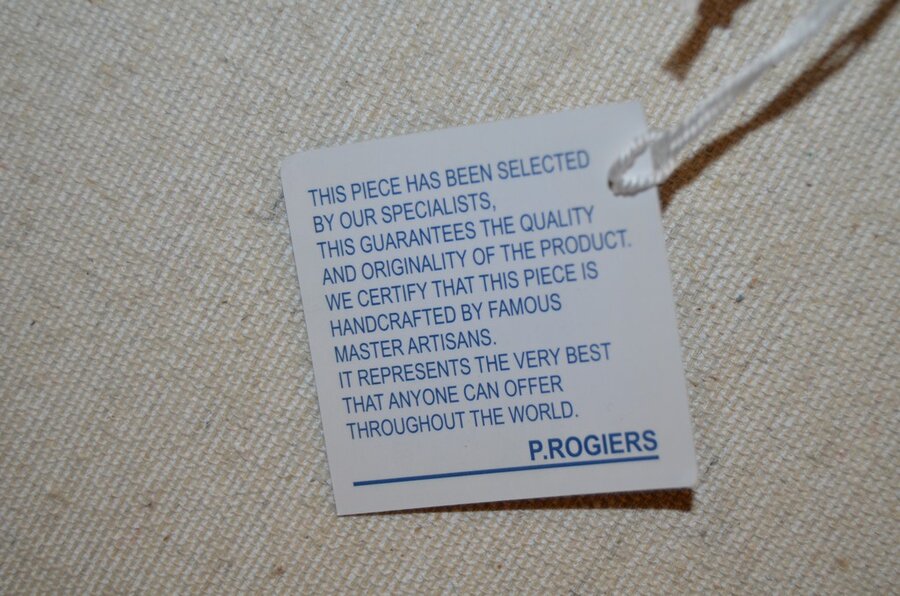 THIS PIECE HAS BEEN SELECTED
BY OUR SPECIALISTS,
THIS GUARANTEES THE QUALITY
AND ORIGINALITY OF THE PRODUCT.
WE CERTIFY THAT THIS PIECE IS
HANDCRAFTED BY FAMOUS
MASTER ARTISANS.
IT REPRESENTS THE VERY BEST
THAT ANYONE CAN OFFER
THROUGHOUT THE WORLD.
P.ROGIERS